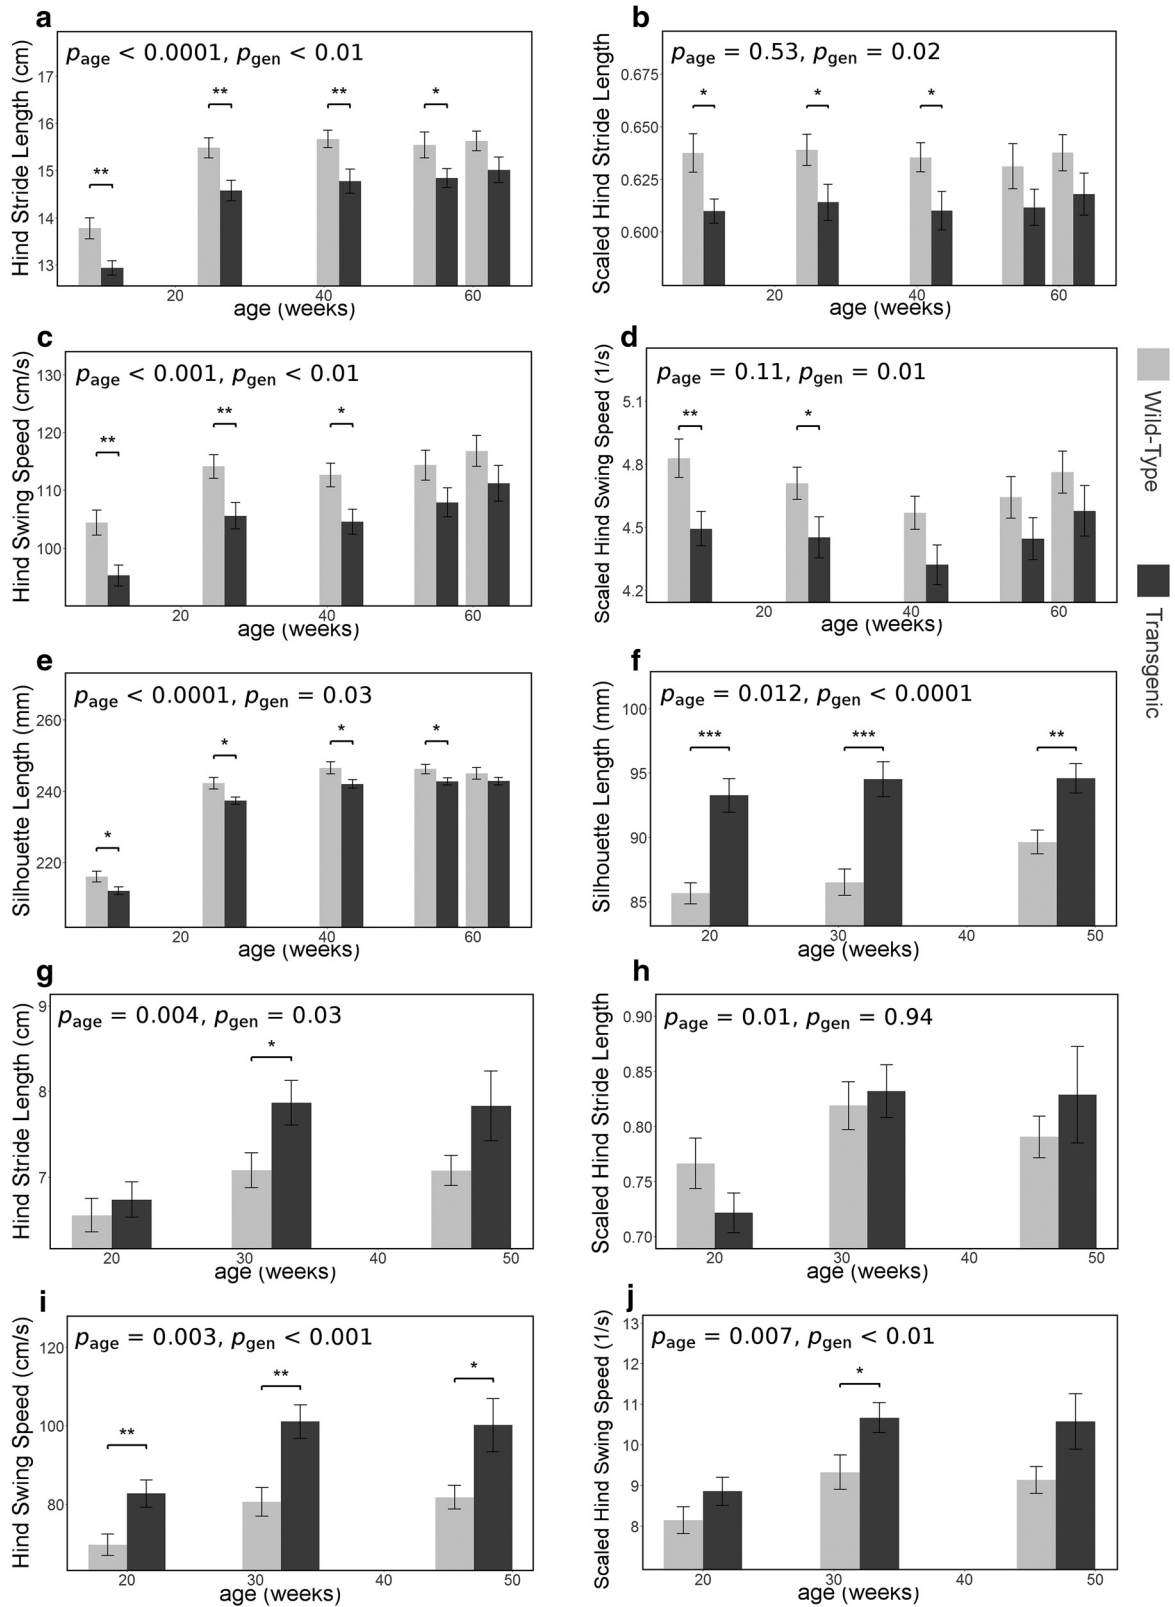 a
p_age < 0.0001, p_gen < 0.01
Hind Stride Length (cm)
17
16
15
14
13
**
**
**
*
20
40
60
age (weeks)
b
p_age = 0.53, p_gen = 0.02
Scaled Hind Stride Length
0.675
0.650
0.625
0.600
*
*
*
20
40
60
age (weeks)
c
p_age < 0.001, p_gen < 0.01
Hind Swing Speed (cm/s)
130
120
110
100
**
**
*
20
40
60
age (weeks)
d
p_age = 0.11, p_gen = 0.01
Scaled Hind Swing Speed (1/s)
5.1
4.8
4.5
4.2
**
*
20
40
60
age (weeks)
Wild-Type
Transgenic
e
p_age < 0.0001, p_gen = 0.03
Silhouette Length (mm)
260
240
220
*
*
*
*
20
40
60
age (weeks)
f
p_age = 0.012, p_gen < 0.0001
Silhouette Length (mm)
100
95
90
85
***
***
**
20
30
40
50
age (weeks)
g
p_age = 0.004, p_gen = 0.03
Hind Stride Length (cm)
9
8
7
*
20
30
40
50
age (weeks)
h
p_age = 0.01, p_gen = 0.94
Scaled Hind Stride Length
0.90
0.85
0.80
0.75
0.70
20
30
40
50
age (weeks)
i
p_age = 0.003, p_gen < 0.001
Hind Swing Speed (cm/s)
120
100
80
**
**
*
20
30
40
50
age (weeks)
j
p_age = 0.007, p_gen < 0.01
Scaled Hind Swing Speed (1/s)
13
12
11
10
9
8
*
20
30
40
50
age (weeks)